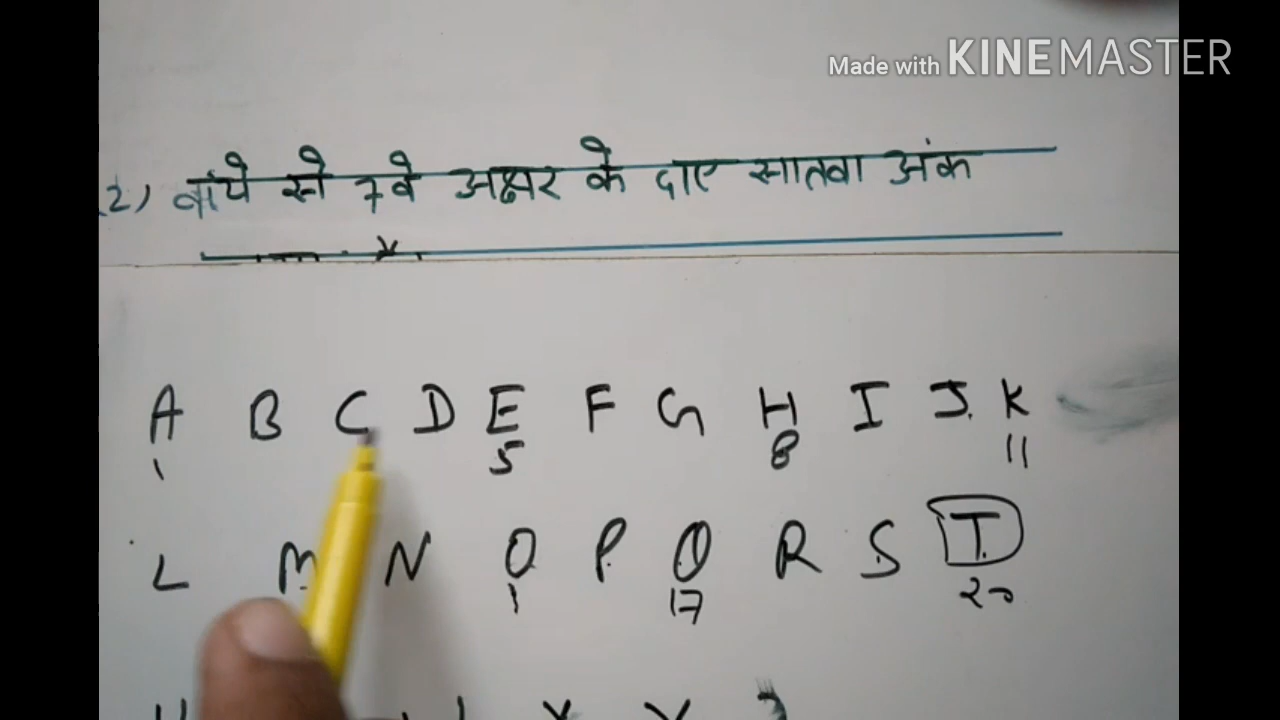 Made with KINEMASTER
2) बांये से 7वे अक्षर के दाए सातवा अंक
A B C D E F G H I J. K
1 5 8 11
L M N O P Q R S T
1 17 20